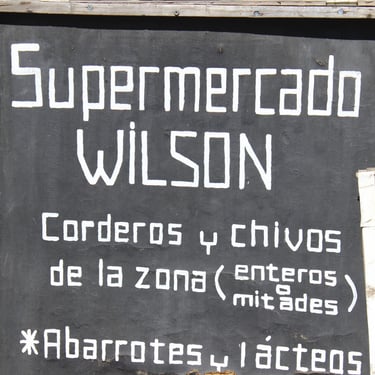 Supermercado
WILSON
Corderos y chivos
de la zona (enteros
o
mitades)
*Abarrotes y lácteos